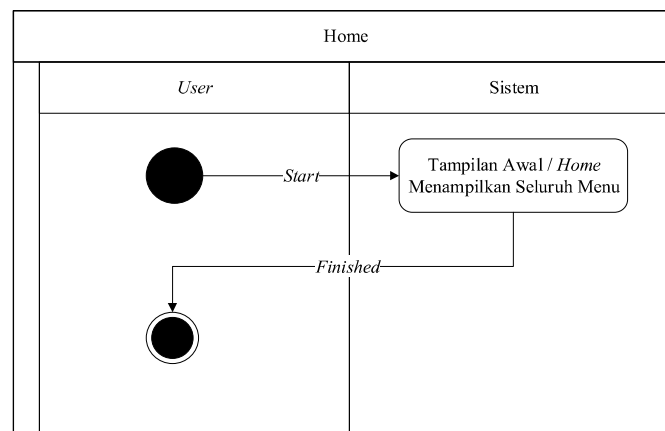 Home
User
Sistem
Start
Tampilan Awal / Home
Menampilkan Seluruh Menu
Finished